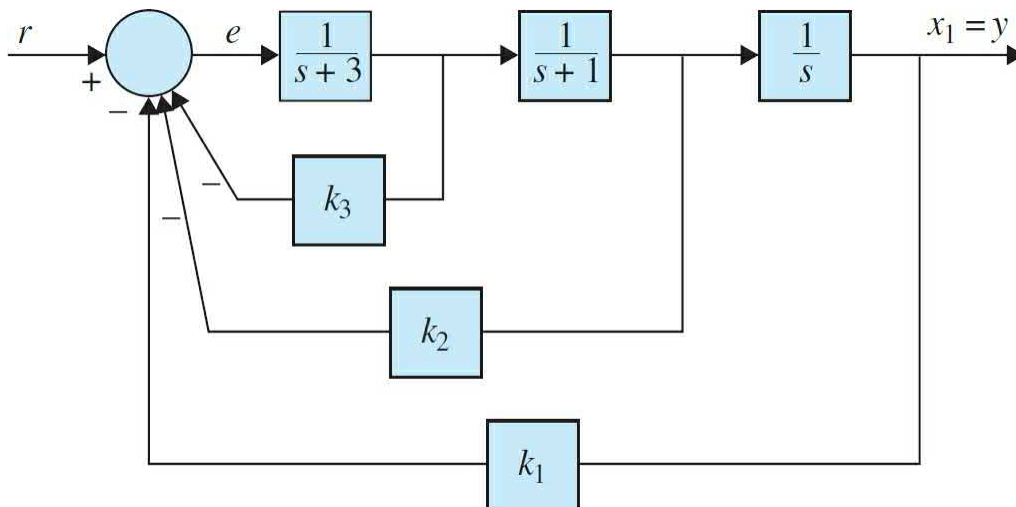 r
+
−
e
1
s + 3
1
s + 1
1
s
x₁ = y
−
k₃
−
k₂
k₁